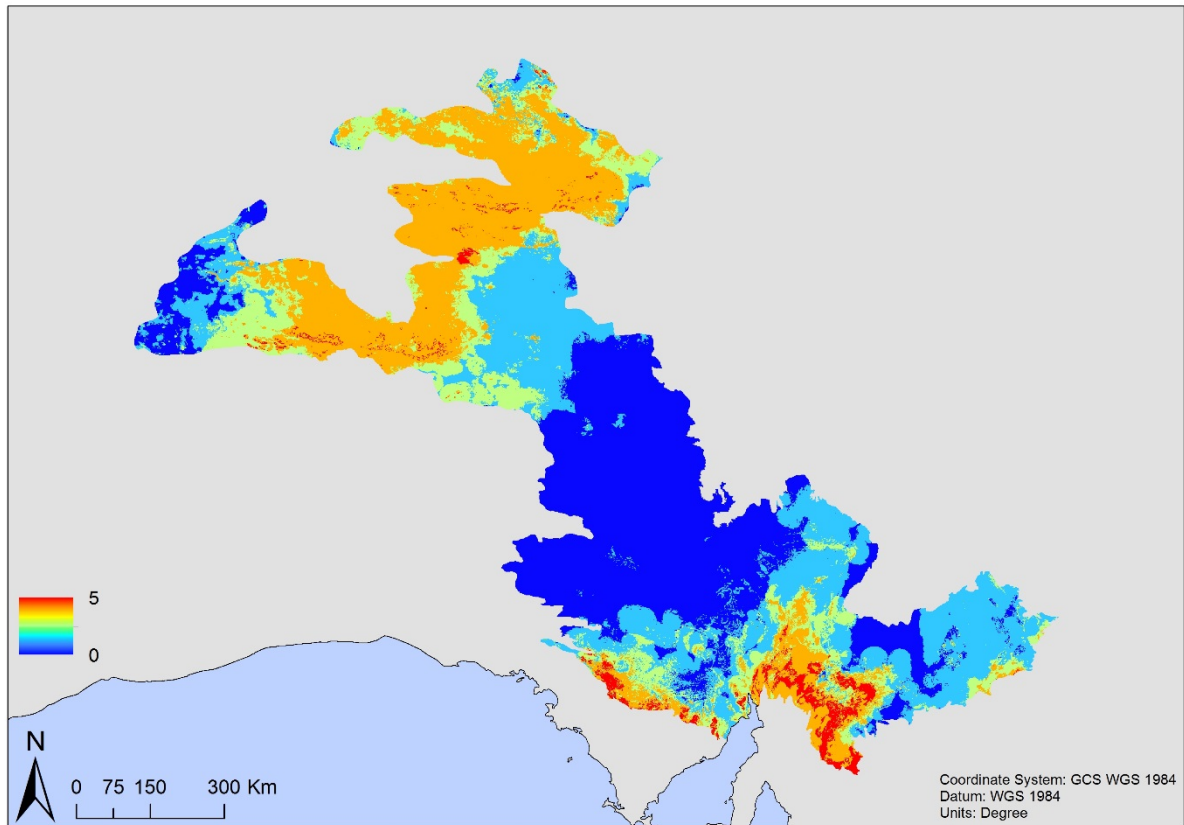 5
0
N
0 75 150 300 Km
Coordinate System: GCS WGS 1984
Datum: WGS 1984
Units: Degree